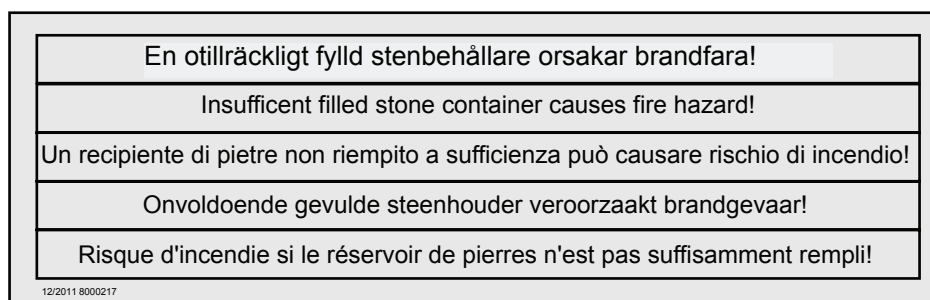 En otillräckligt fylld stenbehållare orsakar brandfara!
Insufficent filled stone container causes fire hazard!
Un recipiente di pietre non riempito a sufficienza può causare rischio di incendio!
Onvoldoende gevulde steenhouder veroorzaakt brandgevaar!
Risque d'incendie si le réservoir de pierres n'est pas suffisamment rempli!
12/2011 8000217